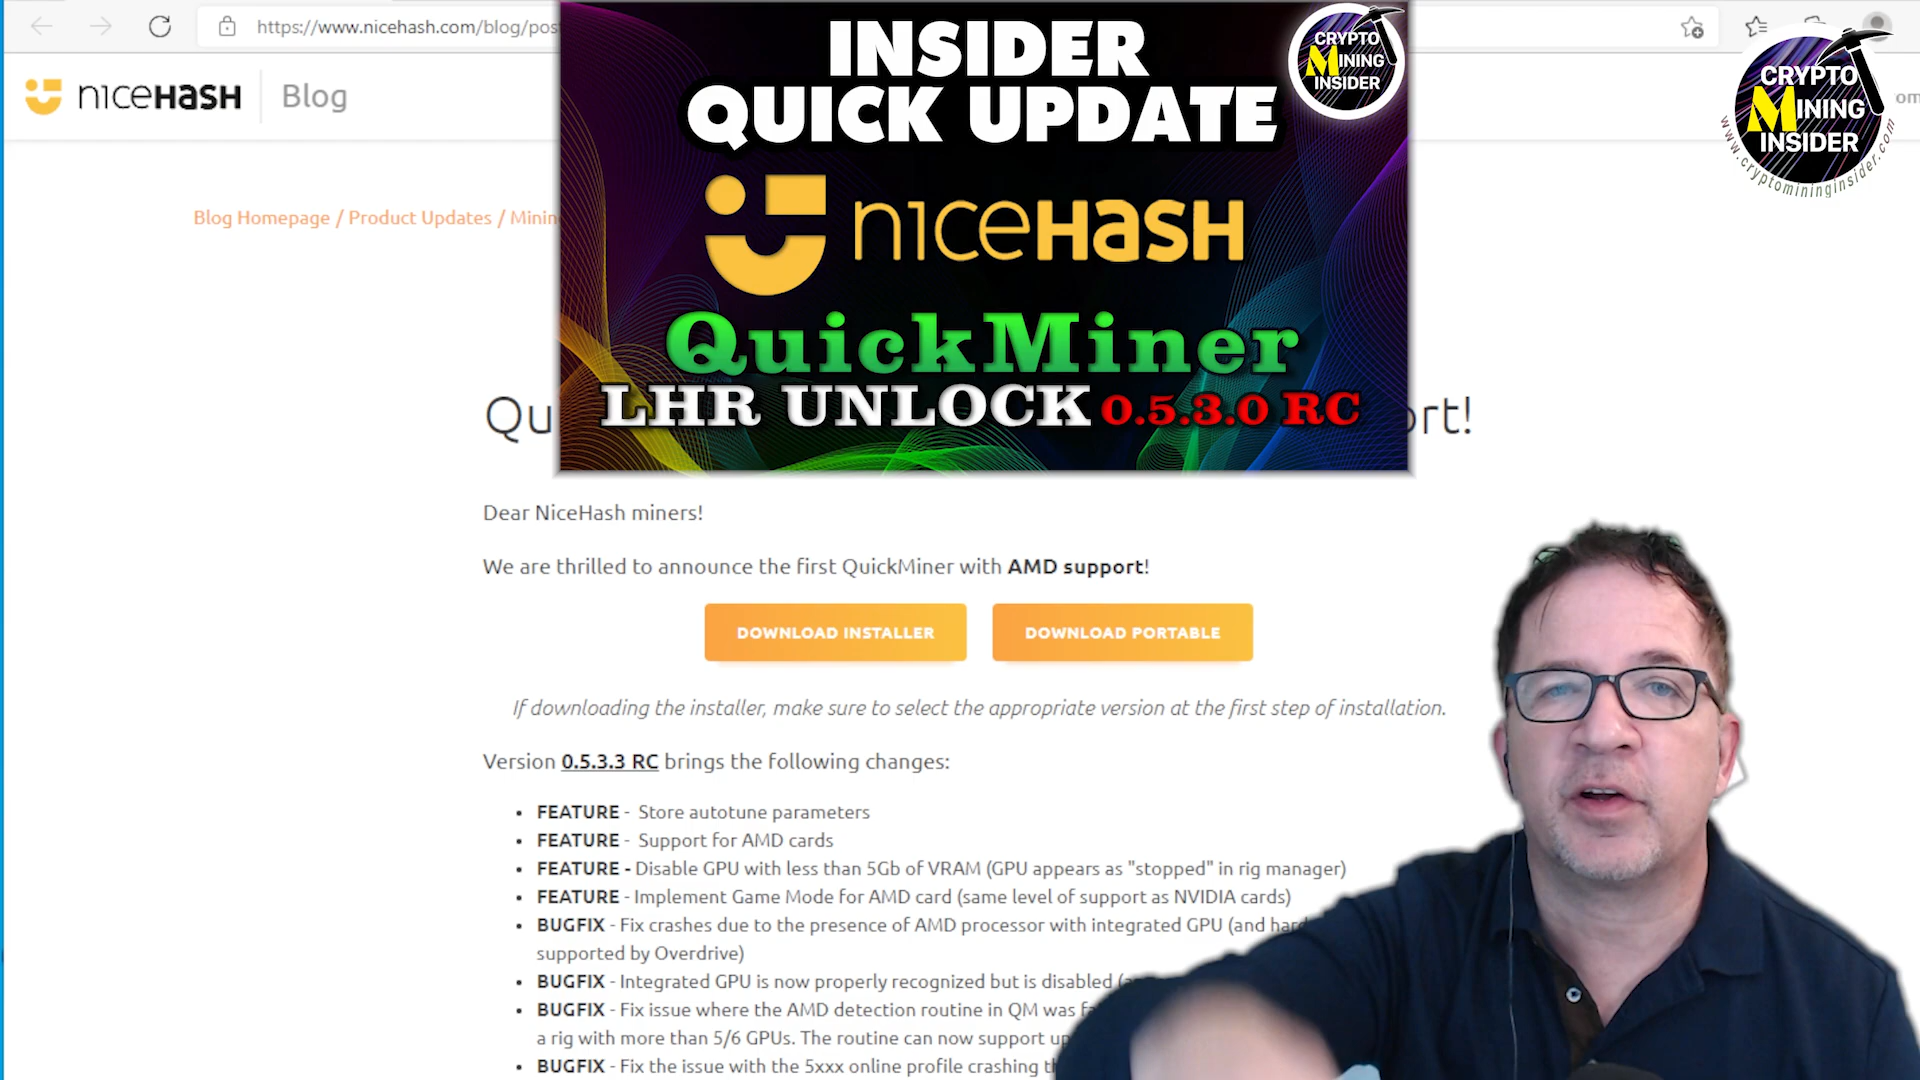 https://www.nicehash.com/blog/pos
nicehash Blog
INSIDER
QUICK UPDATE
CRYPTO
MINING
INSIDER
nicehash
QuickMiner
LHR UNLOCK 0.5.3.0 RC
CRYPTO
MINING
INSIDER
www.cryptomininginsider.com
Blog Homepage / Product Updates /
Dear NiceHash miners!
We are thrilled to announce the first QuickMiner with AMD support!
DOWNLOAD INSTALLER DOWNLOAD PORTABLE
If downloading the installer, make sure to select the appropriate version at the first step of installation.
Version 0.5.3.3 RC brings the following changes:
• FEATURE - Store autotune parameters
• FEATURE - Support for AMD cards
• FEATURE - Disable GPU with less than 5Gb of VRAM (GPU appears as "stopped" in rig manager)
• FEATURE - Implement Game Mode for AMD card (same level of support as NVIDIA cards)
• BUGFIX - Fix crashes due to the presence of AMD processor with integrated GPU (and
supported by Overdrive)
• BUGFIX - Integrated GPU is now properly recognized but is disabled
• BUGFIX - Fix issue where the AMD detection routine in QM was
a rig with more than 5/6 GPUs. The routine can now support
• BUGFIX - Fix the issue with the 5xxx online profile crashing